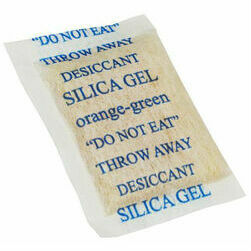 "DO NOT EAT"
THROW AWAY
DESICCANT
SILICA GEL
orange-green
"DO NOT EAT"
THROW AWAY
DESICCANT
SILICA GEL